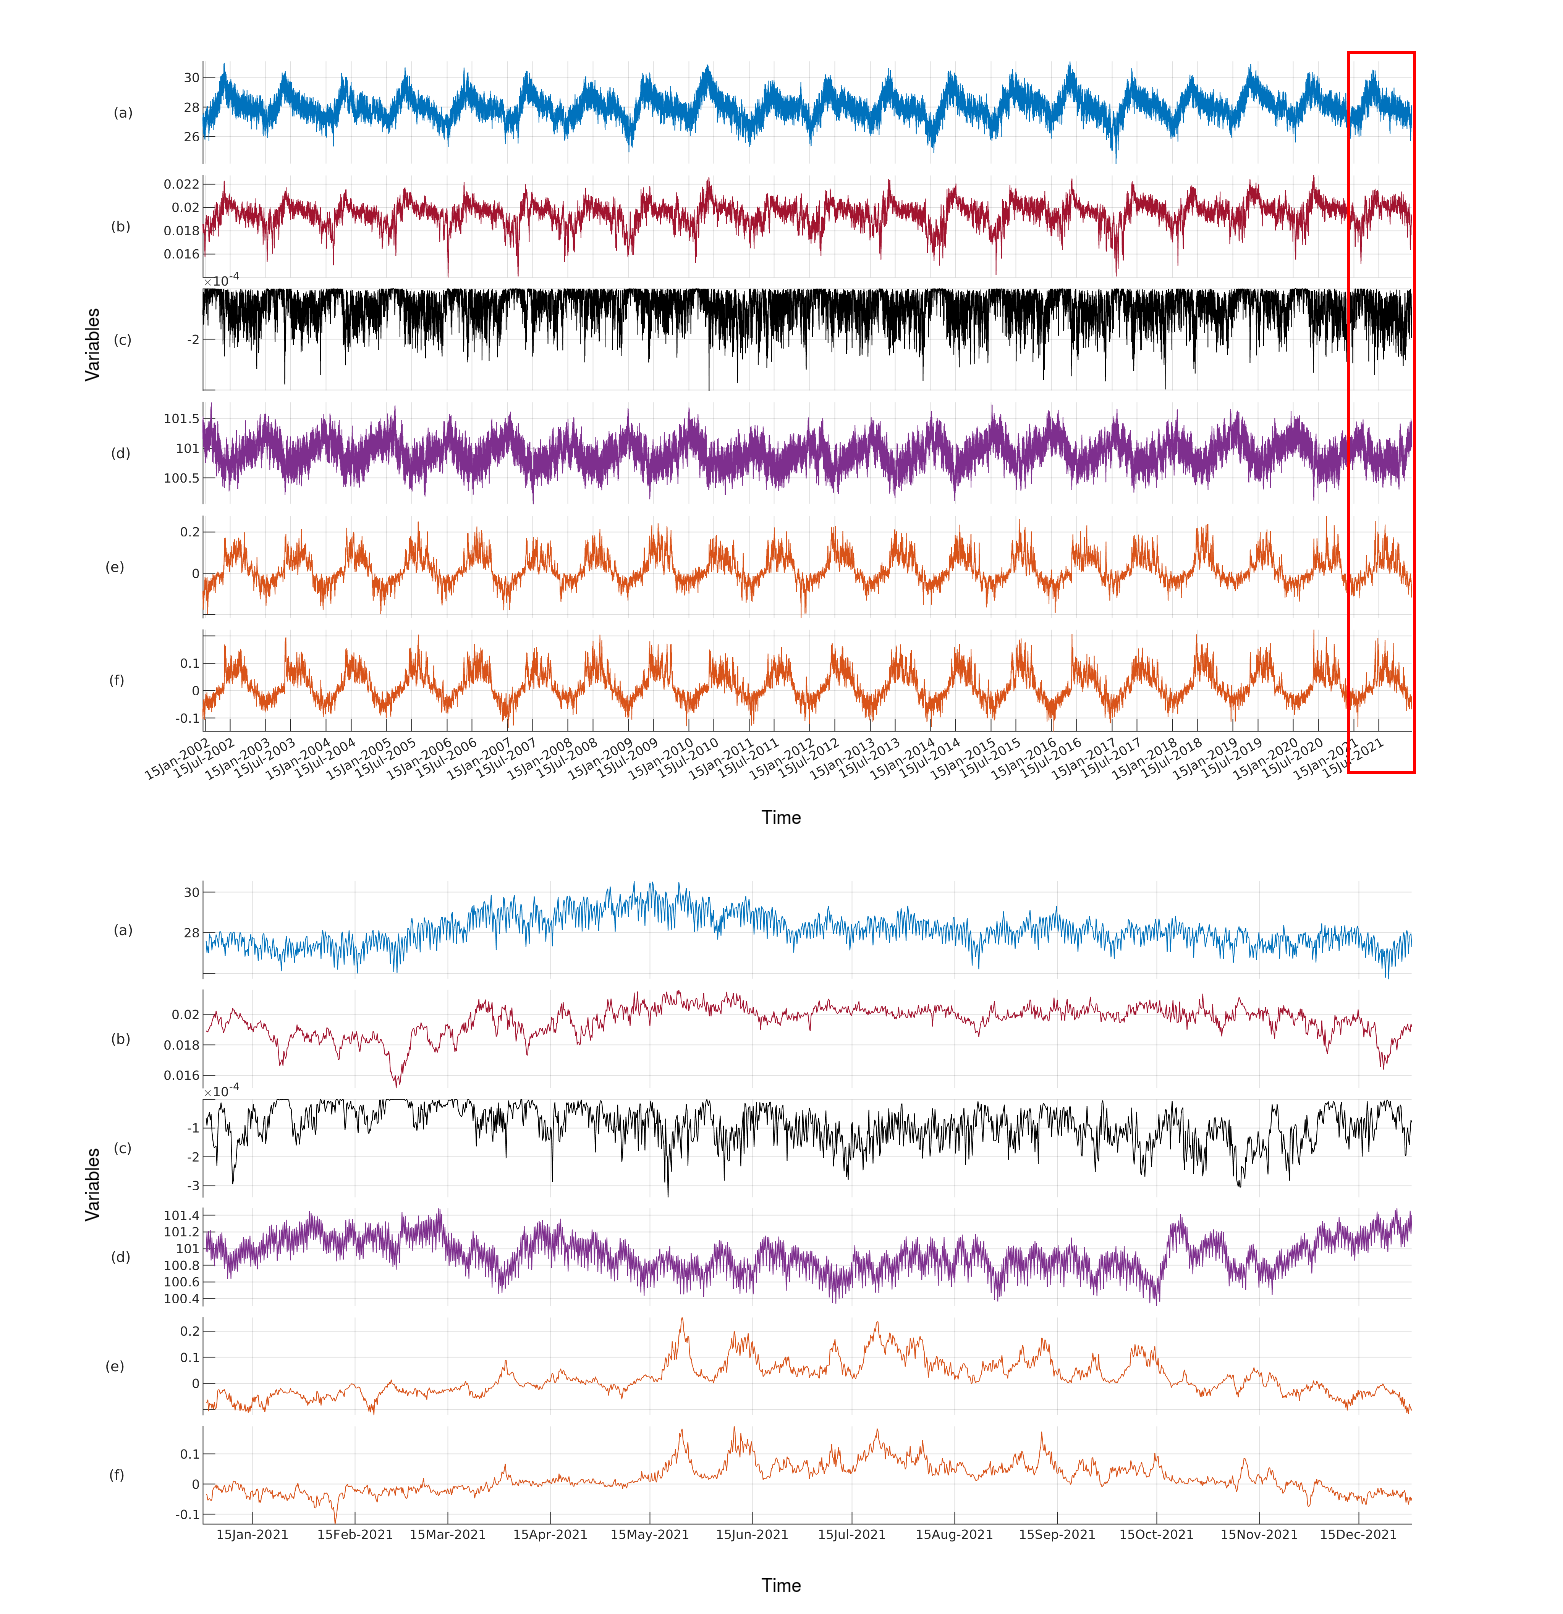 (a)
30
28
26
(b)
0.022
0.02
0.018
0.016
×10-4
(c)
-2
Variables
(d)
101.5
101
100.5
(e)
0.2
0
(f)
0.1
0
-0.1
15Jan-2002
15Jul-2002
15Jan-2003
15Jul-2003
15Jan-2004
15Jul-2004
15Jan-2005
15Jul-2005
15Jan-2006
15Jul-2006
15Jan-2007
15Jul-2007
15Jan-2008
15Jul-2008
15Jan-2009
15Jul-2009
15Jan-2010
15Jul-2010
15Jan-2011
15Jul-2011
15Jan-2012
15Jul-2012
15Jan-2013
15Jul-2013
15Jan-2014
15Jul-2014
15Jan-2015
15Jul-2015
15Jan-2016
15Jul-2016
15Jan-2017
15Jul-2017
15Jan-2018
15Jul-2018
15Jan-2019
15Jul-2019
15Jan-2020
15Jul-2020
15Jan-2021
15Jul-2021
Time
(a)
30
28
(b)
0.02
0.018
0.016
×10-4
(c)
-1
-2
-3
Variables
(d)
101.4
101.2
101
100.8
100.6
100.4
(e)
0.2
0.1
0
(f)
0.1
0
-0.1
15Jan-2021 15Feb-2021 15Mar-2021 15Apr-2021 15May-2021 15Jun-2021 15Jul-2021 15Aug-2021 15Sep-2021 15Oct-2021 15Nov-2021 15Dec-2021
Time